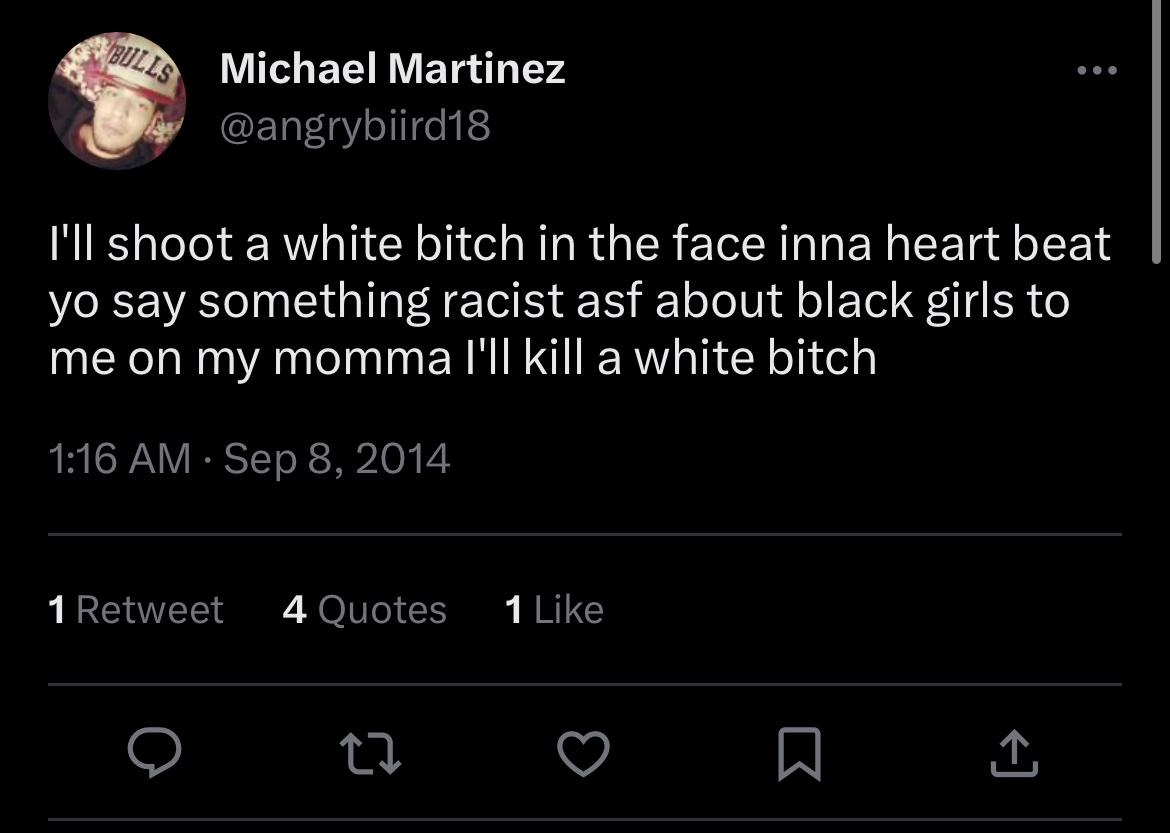 BULLS
Michael Martinez
@angrybiird18
I'll shoot a white bitch in the face inna heart beat
yo say something racist asf about black girls to
me on my momma I'll kill a white bitch
1:16 AM · Sep 8, 2014
1 Retweet 4 Quotes 1 Like